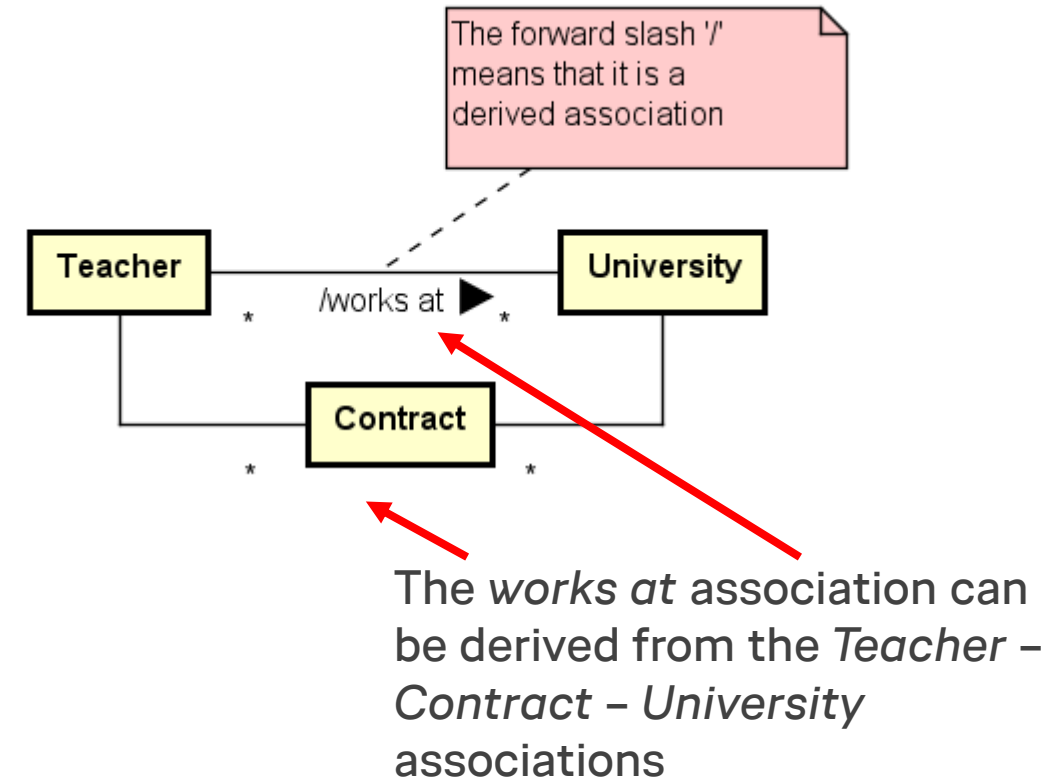 The forward slash '/'
means that it is a
derived association
Teacher
University
/works at
*
*
Contract
*
*
The works at association can
be derived from the Teacher –
Contract – University
associations